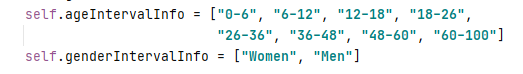 self.ageIntervalInfo = ["0-6", "6-12", "12-18", "18-26",
"26-36", "36-48", "48-60", "60-100"]
self.genderIntervalInfo = ["Women", "Men"]